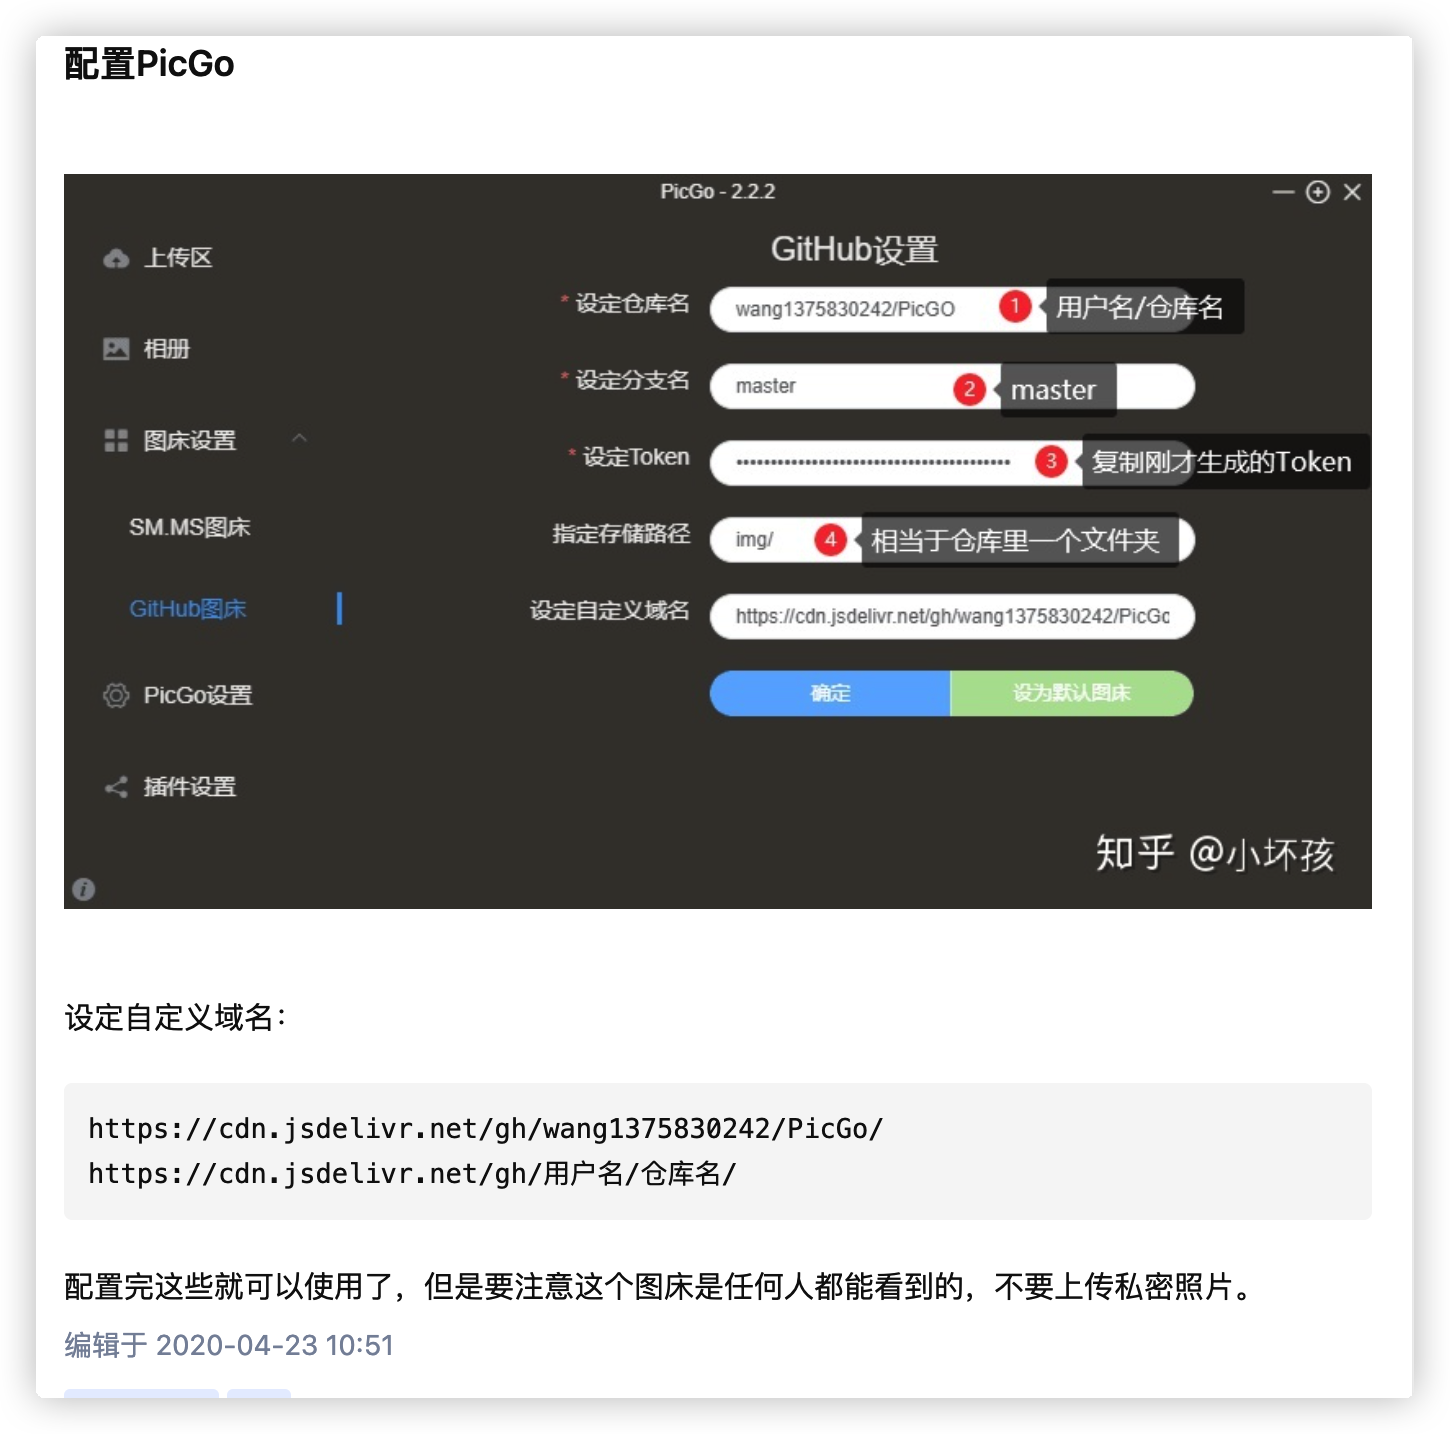 配置PicGo
PicGo - 2.2.2
上传区
相册
图床设置
SM.MS图床
GitHub图床
PicGo设置
插件设置
GitHub设置
* 设定仓库名 wang1375830242/PicGO 1 用户名/仓库名
* 设定分支名 master 2 master
* 设定Token ••••••••••••••••••••••••••••••••••••••• 3 复制刚才生成的Token
指定存储路径 img/ 4 相当于仓库里一个文件夹
设定自定义域名 https://cdn.jsdelivr.net/gh/wang1375830242/PicGo
确定 设为默认图床
知乎 @小坏孩
设定自定义域名：
https://cdn.jsdelivr.net/gh/wang1375830242/PicGo/
https://cdn.jsdelivr.net/gh/用户名/仓库名/
配置完这些就可以使用了，但是要注意这个图床是任何人都能看到的，不要上传私密照片。
编辑于 2020-04-23 10:51